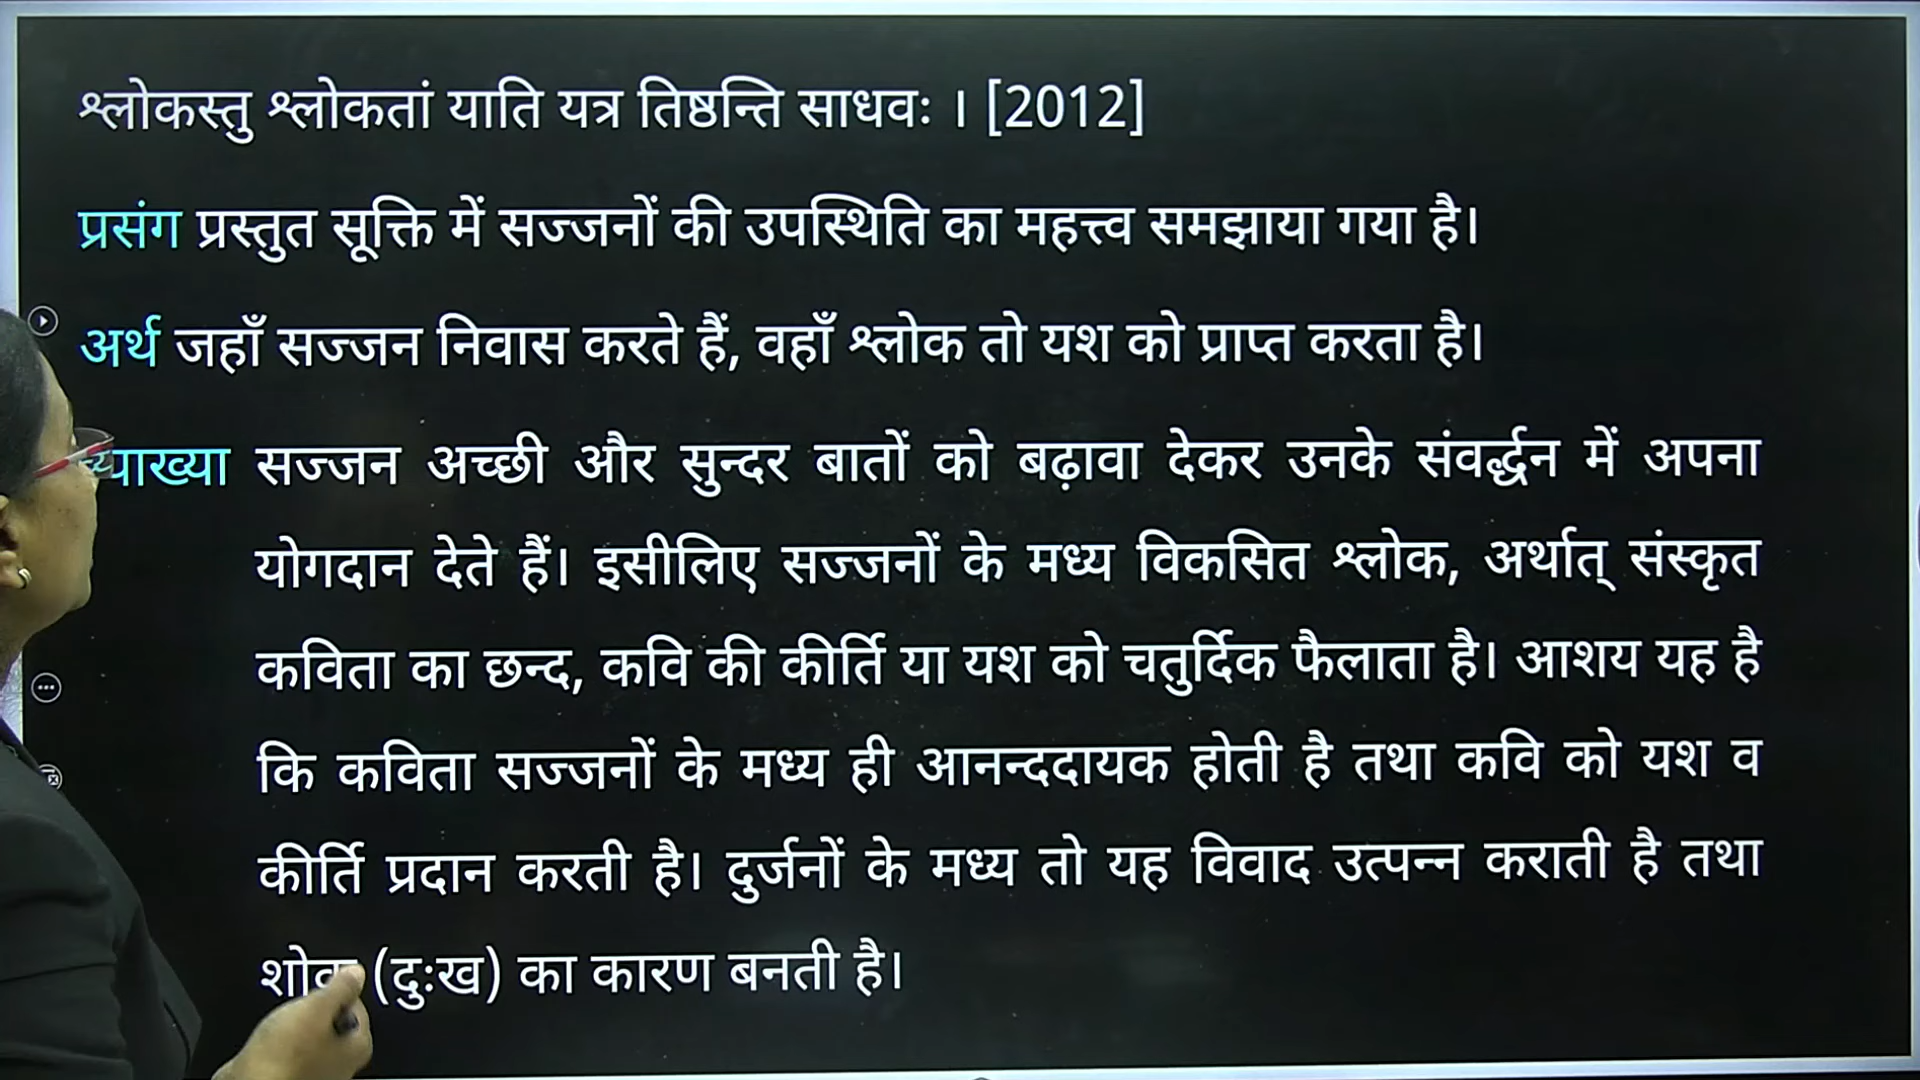 श्लोकस्तु श्लोकतां याति यत्र तिष्ठन्ति साधवः । [2012]
प्रसंग प्रस्तुत सूक्ति में सज्जनों की उपस्थिति का महत्त्व समझाया गया है।
अर्थ जहाँ सज्जन निवास करते हैं, वहाँ श्लोक तो यश को प्राप्त करता है।
व्याख्या सज्जन अच्छी और सुन्दर बातों को बढ़ावा देकर उनके संवर्द्धन में अपना
योगदान देते हैं। इसीलिए सज्जनों के मध्य विकसित श्लोक, अर्थात् संस्कृत
कविता का छन्द, कवि की कीर्ति या यश को चतुर्दिक फैलाता है। आशय यह है
कि कविता सज्जनों के मध्य ही आनन्ददायक होती है तथा कवि को यश व
कीर्ति प्रदान करती है। दुर्जनों के मध्य तो यह विवाद उत्पन्न कराती है तथा
शोक (दुःख) का कारण बनती है।